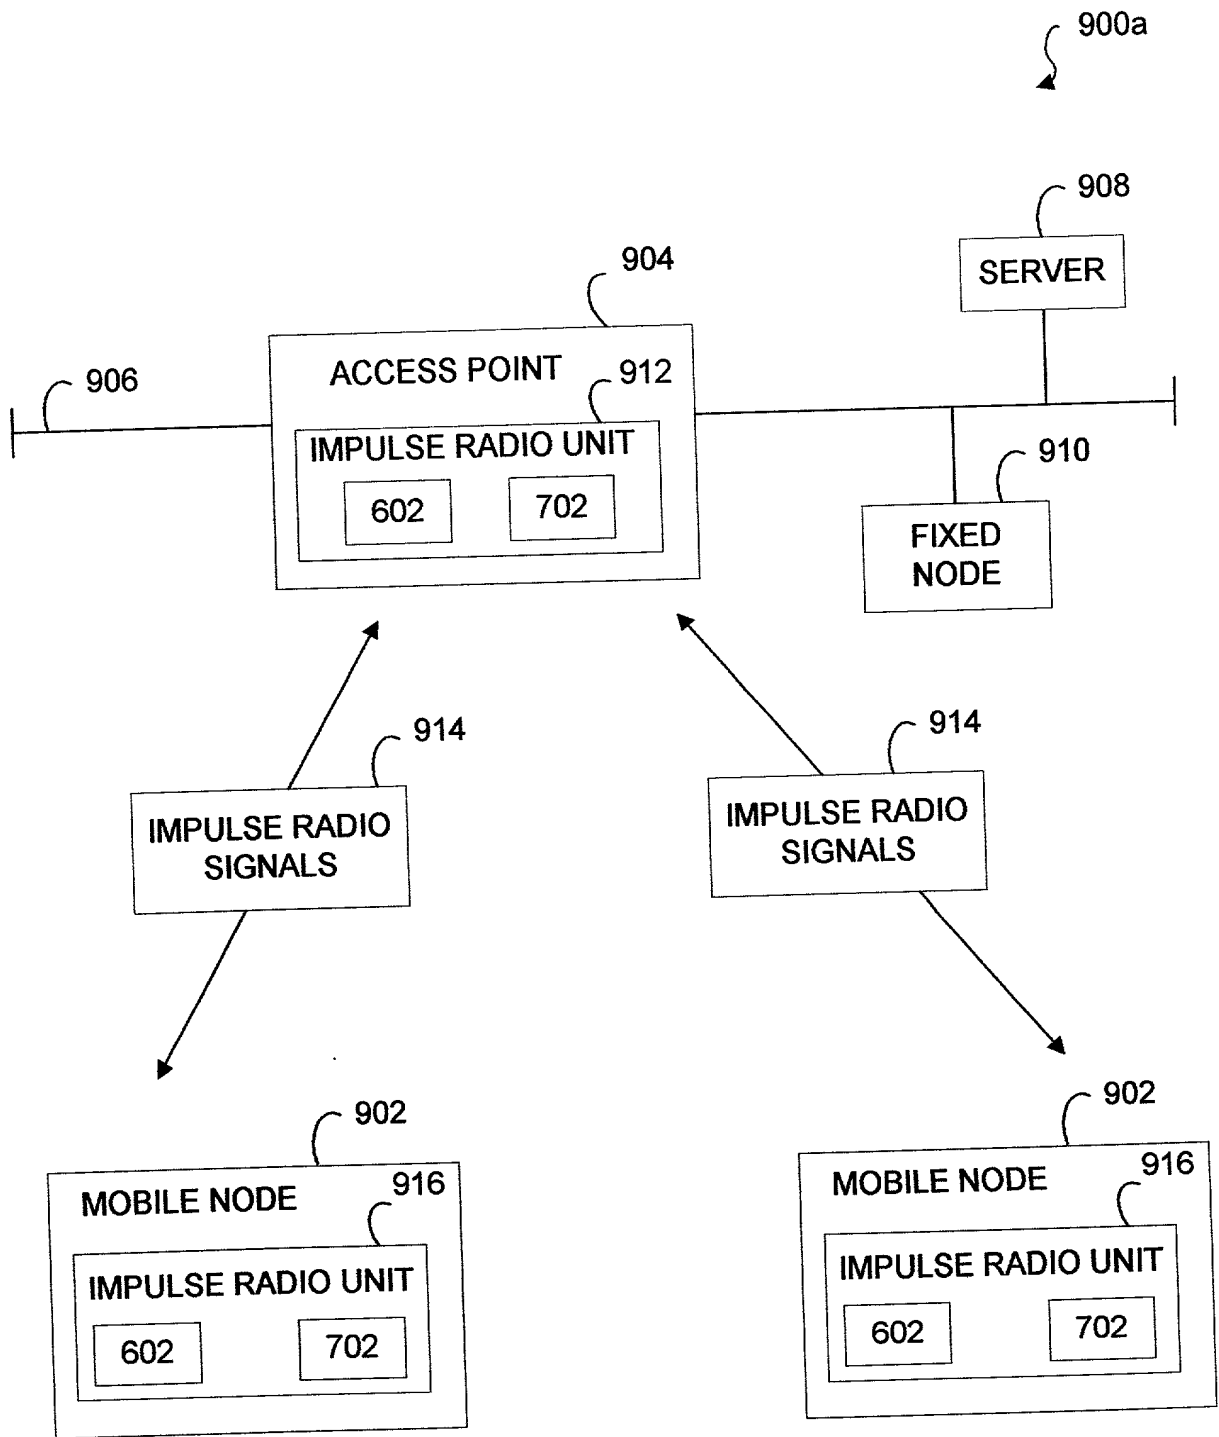 900a
908
SERVER
904
ACCESS POINT
906
912
IMPULSE RADIO UNIT
602
702
910
FIXED
NODE
914
IMPULSE RADIO
SIGNALS
914
IMPULSE RADIO
SIGNALS
902
MOBILE NODE
916
IMPULSE RADIO UNIT
602
702
902
MOBILE NODE
916
IMPULSE RADIO UNIT
602
702